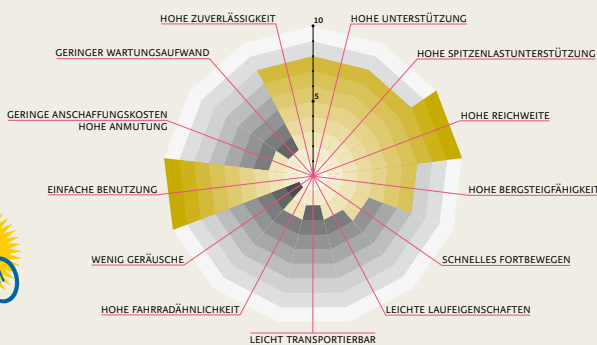 HOHE ZUVERLÄSSIGKEIT
10
HOHE UNTERSTÜTZUNG
GERINGER WARTUNGSAUFWAND
HOHE SPITZENLASTUNTERSTÜTZUNG
5
GERINGE ANSCHAFFUNGSKOSTEN
HOHE ANMUTUNG
HOHE REICHWEITE
EINFACHE BENUTZUNG
HOHE BERGSTEIGFÄHIGKEIT
WENIG GERÄUSCHE
SCHNELLES FORTBEWEGEN
HOHE FAHRRADÄHNLICHKEIT
LEICHTE LAUFEIGENSCHAFTEN
LEICHT TRANSPORTIERBAR